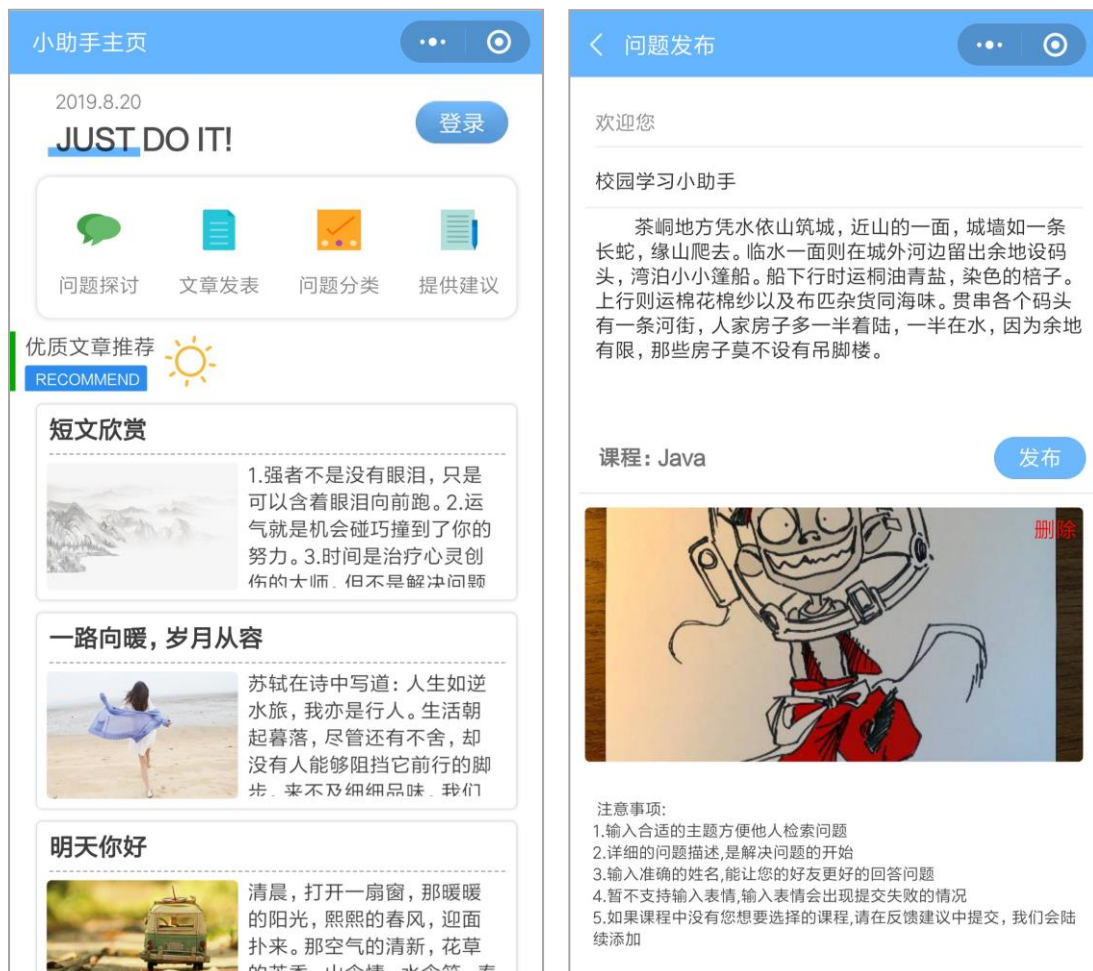 小助手主页
2019.8.20
JUST DO IT!
登录
问题探讨
文章发表
问题分类
提供建议
优质文章推荐
RECOMMEND
短文欣赏
1.强者不是没有眼泪，只是
可以含着眼泪向前跑。2.运
气就是机会碰巧撞到了你的
努力。3.时间是治疗心灵创
伤的大师，但不是解决问题
一路向暖，岁月从容
苏轼在诗中写道：人生如逆
水旅，我亦是行人。生活朝
起暮落，尽管还有不舍，却
没有人能够阻挡它前行的脚
步，来不及细细品味，我们
明天你好
清晨，打开一扇窗，那暖暖
的阳光，熙熙的春风，迎面
扑来。那空气的清新，花草
问题发布
欢迎您
校园学习小助手
茶峒地方凭水依山筑城，近山的一面，城墙如一条
长蛇，缘山爬去。临水一面则在城外河边留出余地设码
头，湾泊小小篷船。船下行时运桐油青盐，染色的棓子。
上行则运棉花棉纱以及布匹杂货同海味。贯串各个码头
有一条河街，人家房子多一半着陆，一半在水，因为余地
有限，那些房子莫不设有吊脚楼。
课程：Java
发布
删除
注意事项:
1.输入合适的主题方便他人检索问题
2.详细的问题描述,是解决问题的开始
3.输入准确的姓名,能让您的好友更好的回答问题
4.暂不支持输入表情,输入表情会出现提交失败的情况
5.如果课程中没有您想要选择的课程,请在反馈建议中提交，我们会陆
续添加